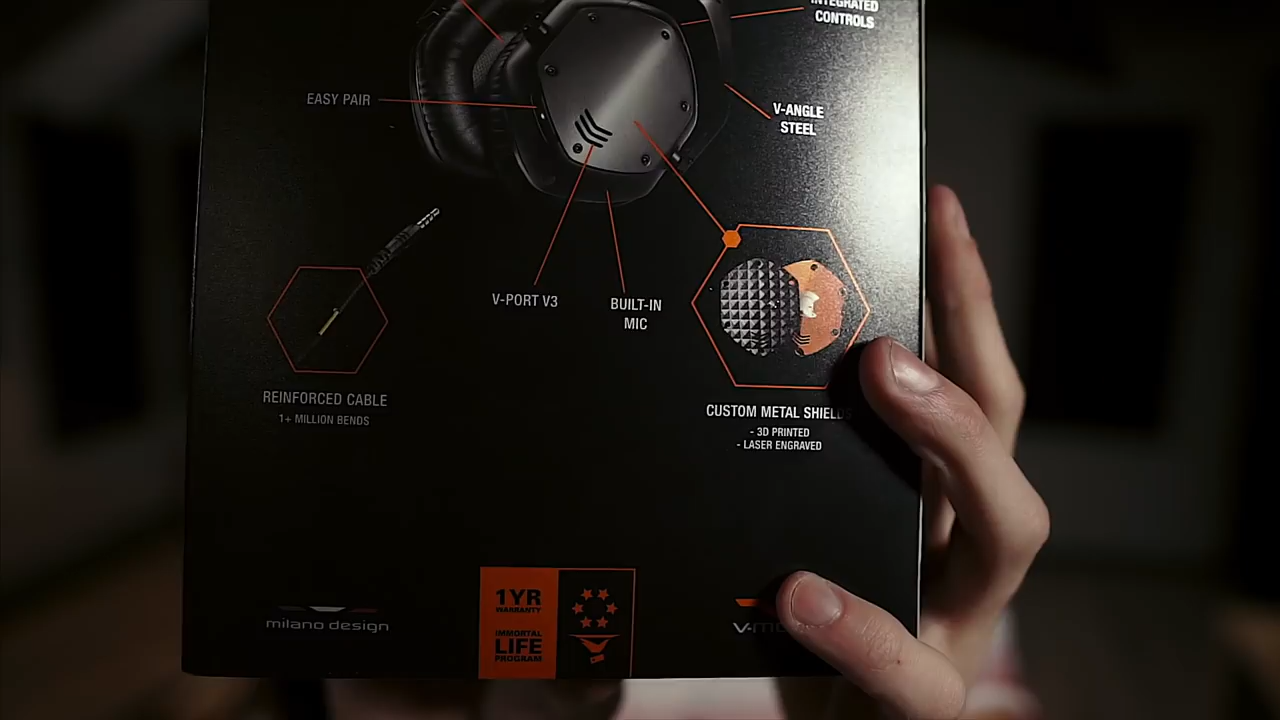 INTEGRATED
CONTROLS
EASY PAIR
V-ANGLE
STEEL
V-PORT V3
BUILT-IN
MIC
REINFORCED CABLE
1+ MILLION BENDS
CUSTOM METAL SHIELDS
- 3D PRINTED
- LASER ENGRAVED
1YR
WARRANTY
IMMORTAL
LIFE
PROGRAM
milano design